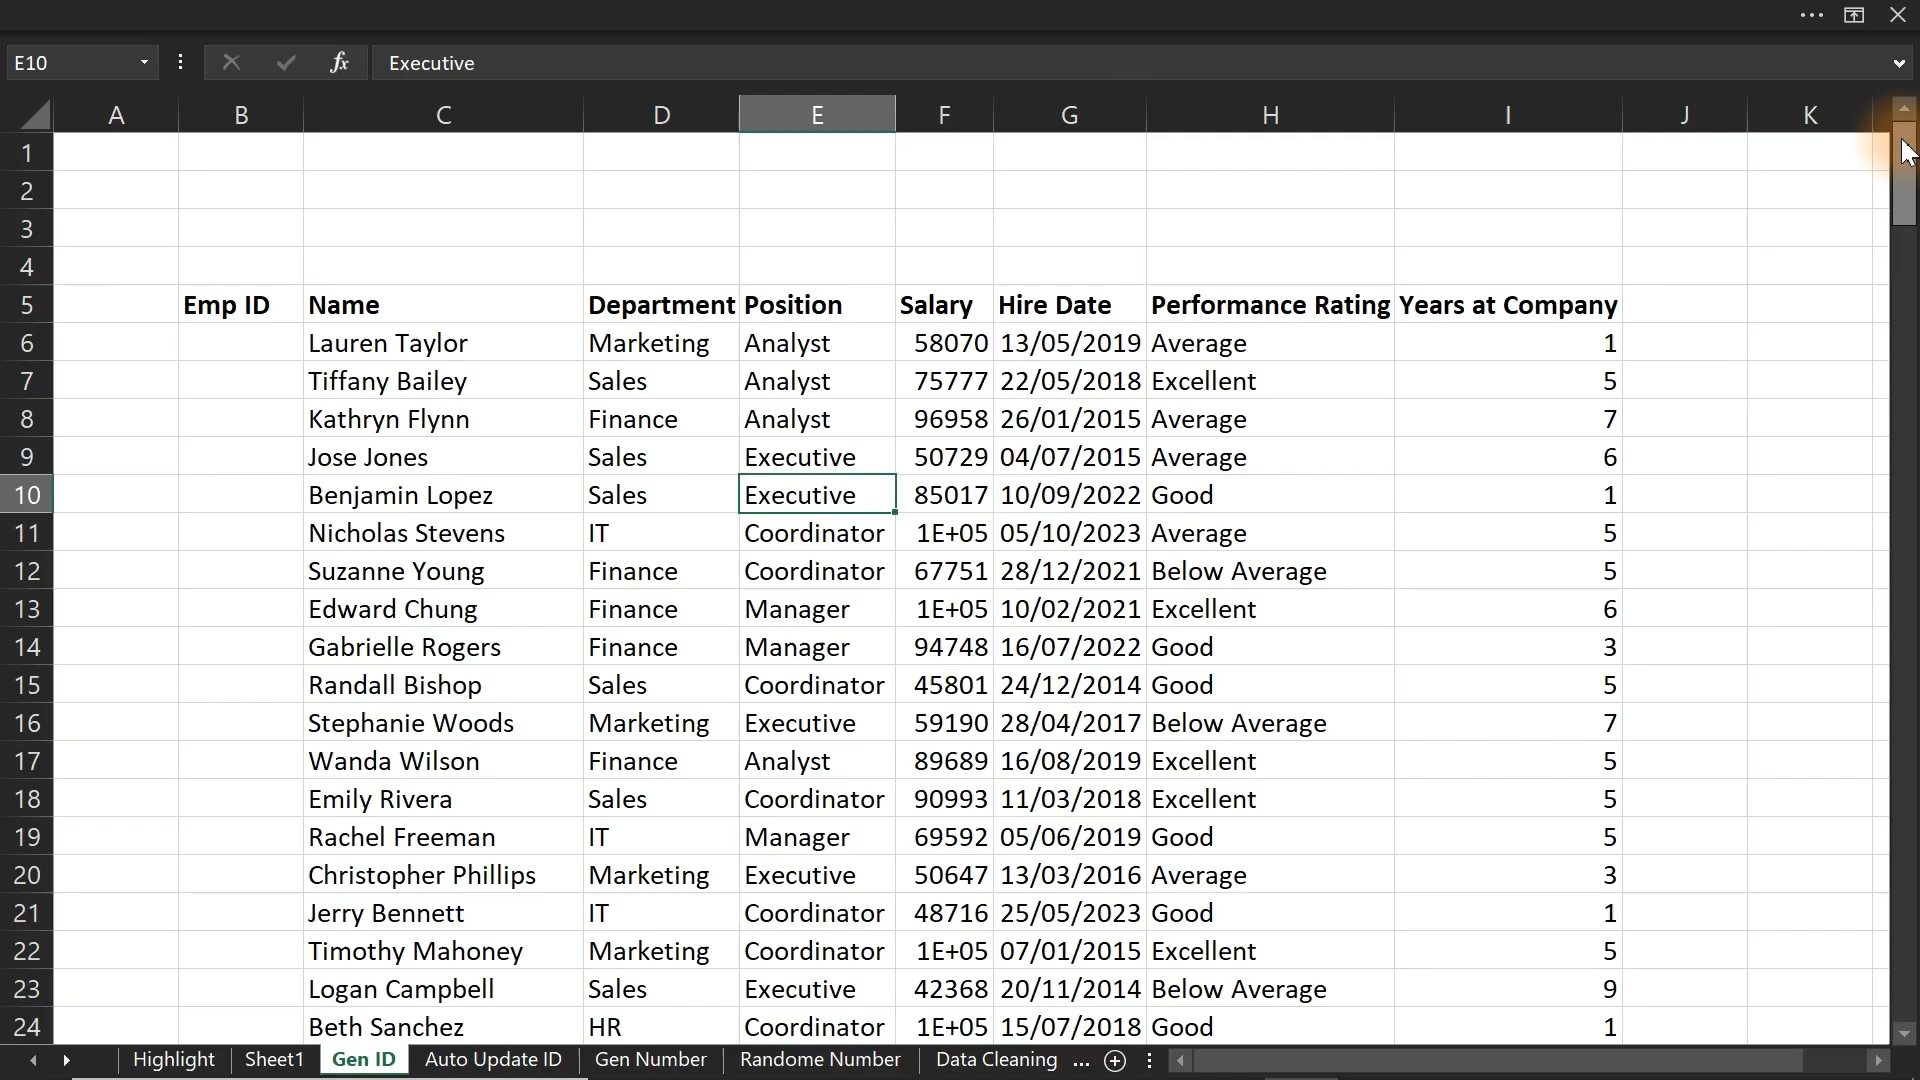 E10 fx Executive
A B C D E F G H I J K
1
2
3
4
5 Emp ID Name Department Position Salary Hire Date Performance Rating Years at Company
6 Lauren Taylor Marketing Analyst 58070 13/05/2019 Average 1
7 Tiffany Bailey Sales Analyst 75777 22/05/2018 Excellent 5
8 Kathryn Flynn Finance Analyst 96958 26/01/2015 Average 7
9 Jose Jones Sales Executive 50729 04/07/2015 Average 6
10 Benjamin Lopez Sales Executive 85017 10/09/2022 Good 1
11 Nicholas Stevens IT Coordinator 1E+05 05/10/2023 Average 5
12 Suzanne Young Finance Coordinator 67751 28/12/2021 Below Average 5
13 Edward Chung Finance Manager 1E+05 10/02/2021 Excellent 6
14 Gabrielle Rogers Finance Manager 94748 16/07/2022 Good 3
15 Randall Bishop Sales Coordinator 45801 24/12/2014 Good 5
16 Stephanie Woods Marketing Executive 59190 28/04/2017 Below Average 7
17 Wanda Wilson Finance Analyst 89689 16/08/2019 Excellent 5
18 Emily Rivera Sales Coordinator 90993 11/03/2018 Excellent 5
19 Rachel Freeman IT Manager 69592 05/06/2019 Good 5
20 Christopher Phillips Marketing Executive 50647 13/03/2016 Average 3
21 Jerry Bennett IT Coordinator 48716 25/05/2023 Good 1
22 Timothy Mahoney Marketing Coordinator 1E+05 07/01/2015 Excellent 5
23 Logan Campbell Sales Executive 42368 20/11/2014 Below Average 9
24 Beth Sanchez HR Coordinator 1E+05 15/07/2018 Good 1
Highlight Sheet1 Gen ID Auto Update ID Gen Number Randome Number Data Cleaning ...